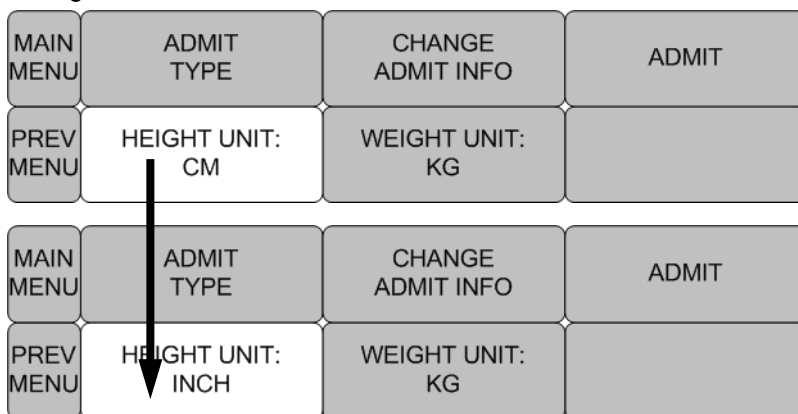 MAIN MENU
ADMIT TYPE
CHANGE ADMIT INFO
ADMIT
PREV MENU
HEIGHT UNIT: CM
WEIGHT UNIT: KG
MAIN MENU
ADMIT TYPE
CHANGE ADMIT INFO
ADMIT
PREV MENU
HEIGHT UNIT: INCH
WEIGHT UNIT: KG